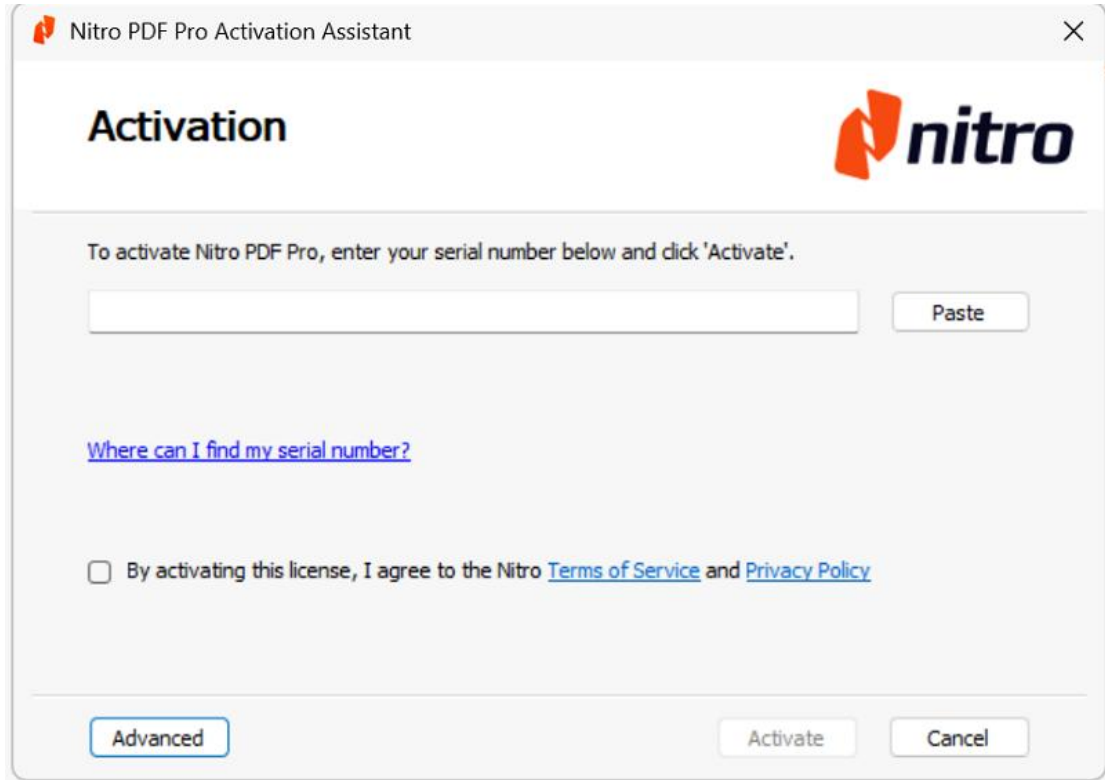 Nitro PDF Pro Activation Assistant
Activation
nitro
To activate Nitro PDF Pro, enter your serial number below and click 'Activate'.
Paste
Where can I find my serial number?
By activating this license, I agree to the Nitro Terms of Service and Privacy Policy
Advanced
Activate
Cancel